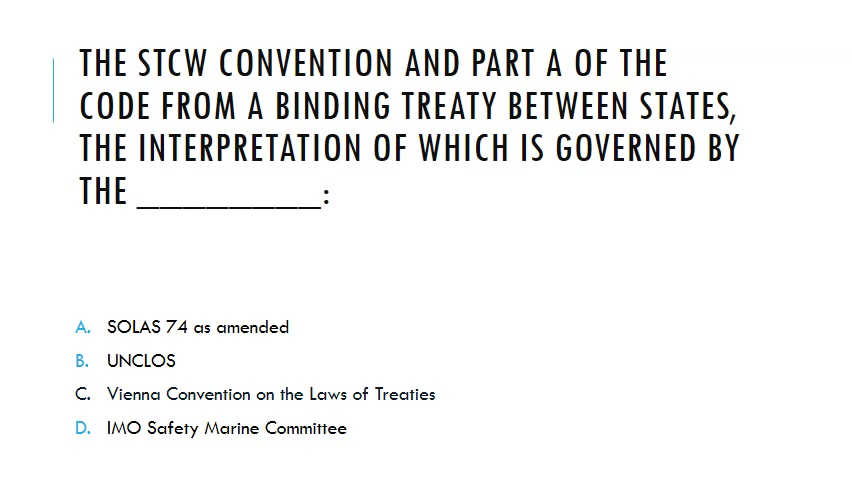 THE STCW CONVENTION AND PART A OF THE
CODE FROM A BINDING TREATY BETWEEN STATES,
THE INTERPRETATION OF WHICH IS GOVERNED BY
THE __________:
A. SOLAS 74 as amended
B. UNCLOS
C. Vienna Convention on the Laws of Treaties
D. IMO Safety Marine Committee